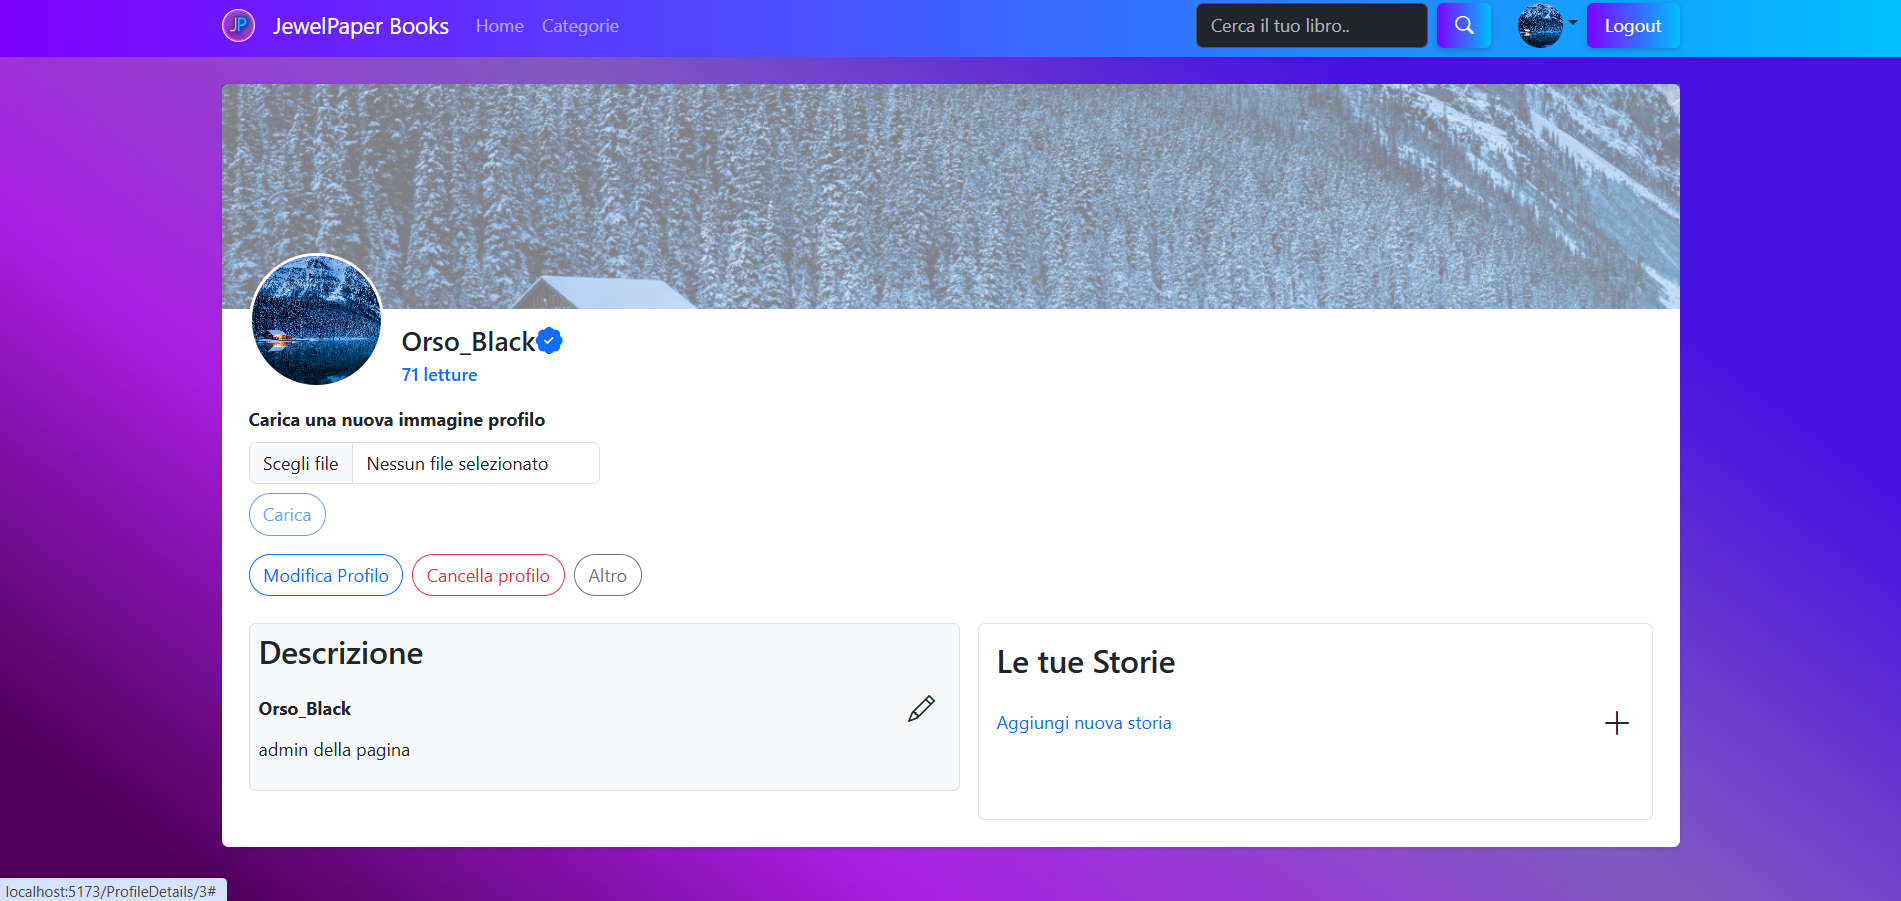 JP JewelPaper Books Home Categorie Cerca il tuo libro.. Logout
Orso_Black
71 letture
Carica una nuova immagine profilo
Scegli file Nessun file selezionato
Carica
Modifica Profilo Cancella profilo Altro
Descrizione
Orso_Black
admin della pagina
Le tue Storie
Aggiungi nuova storia
localhost:5173/ProfileDetails/3#